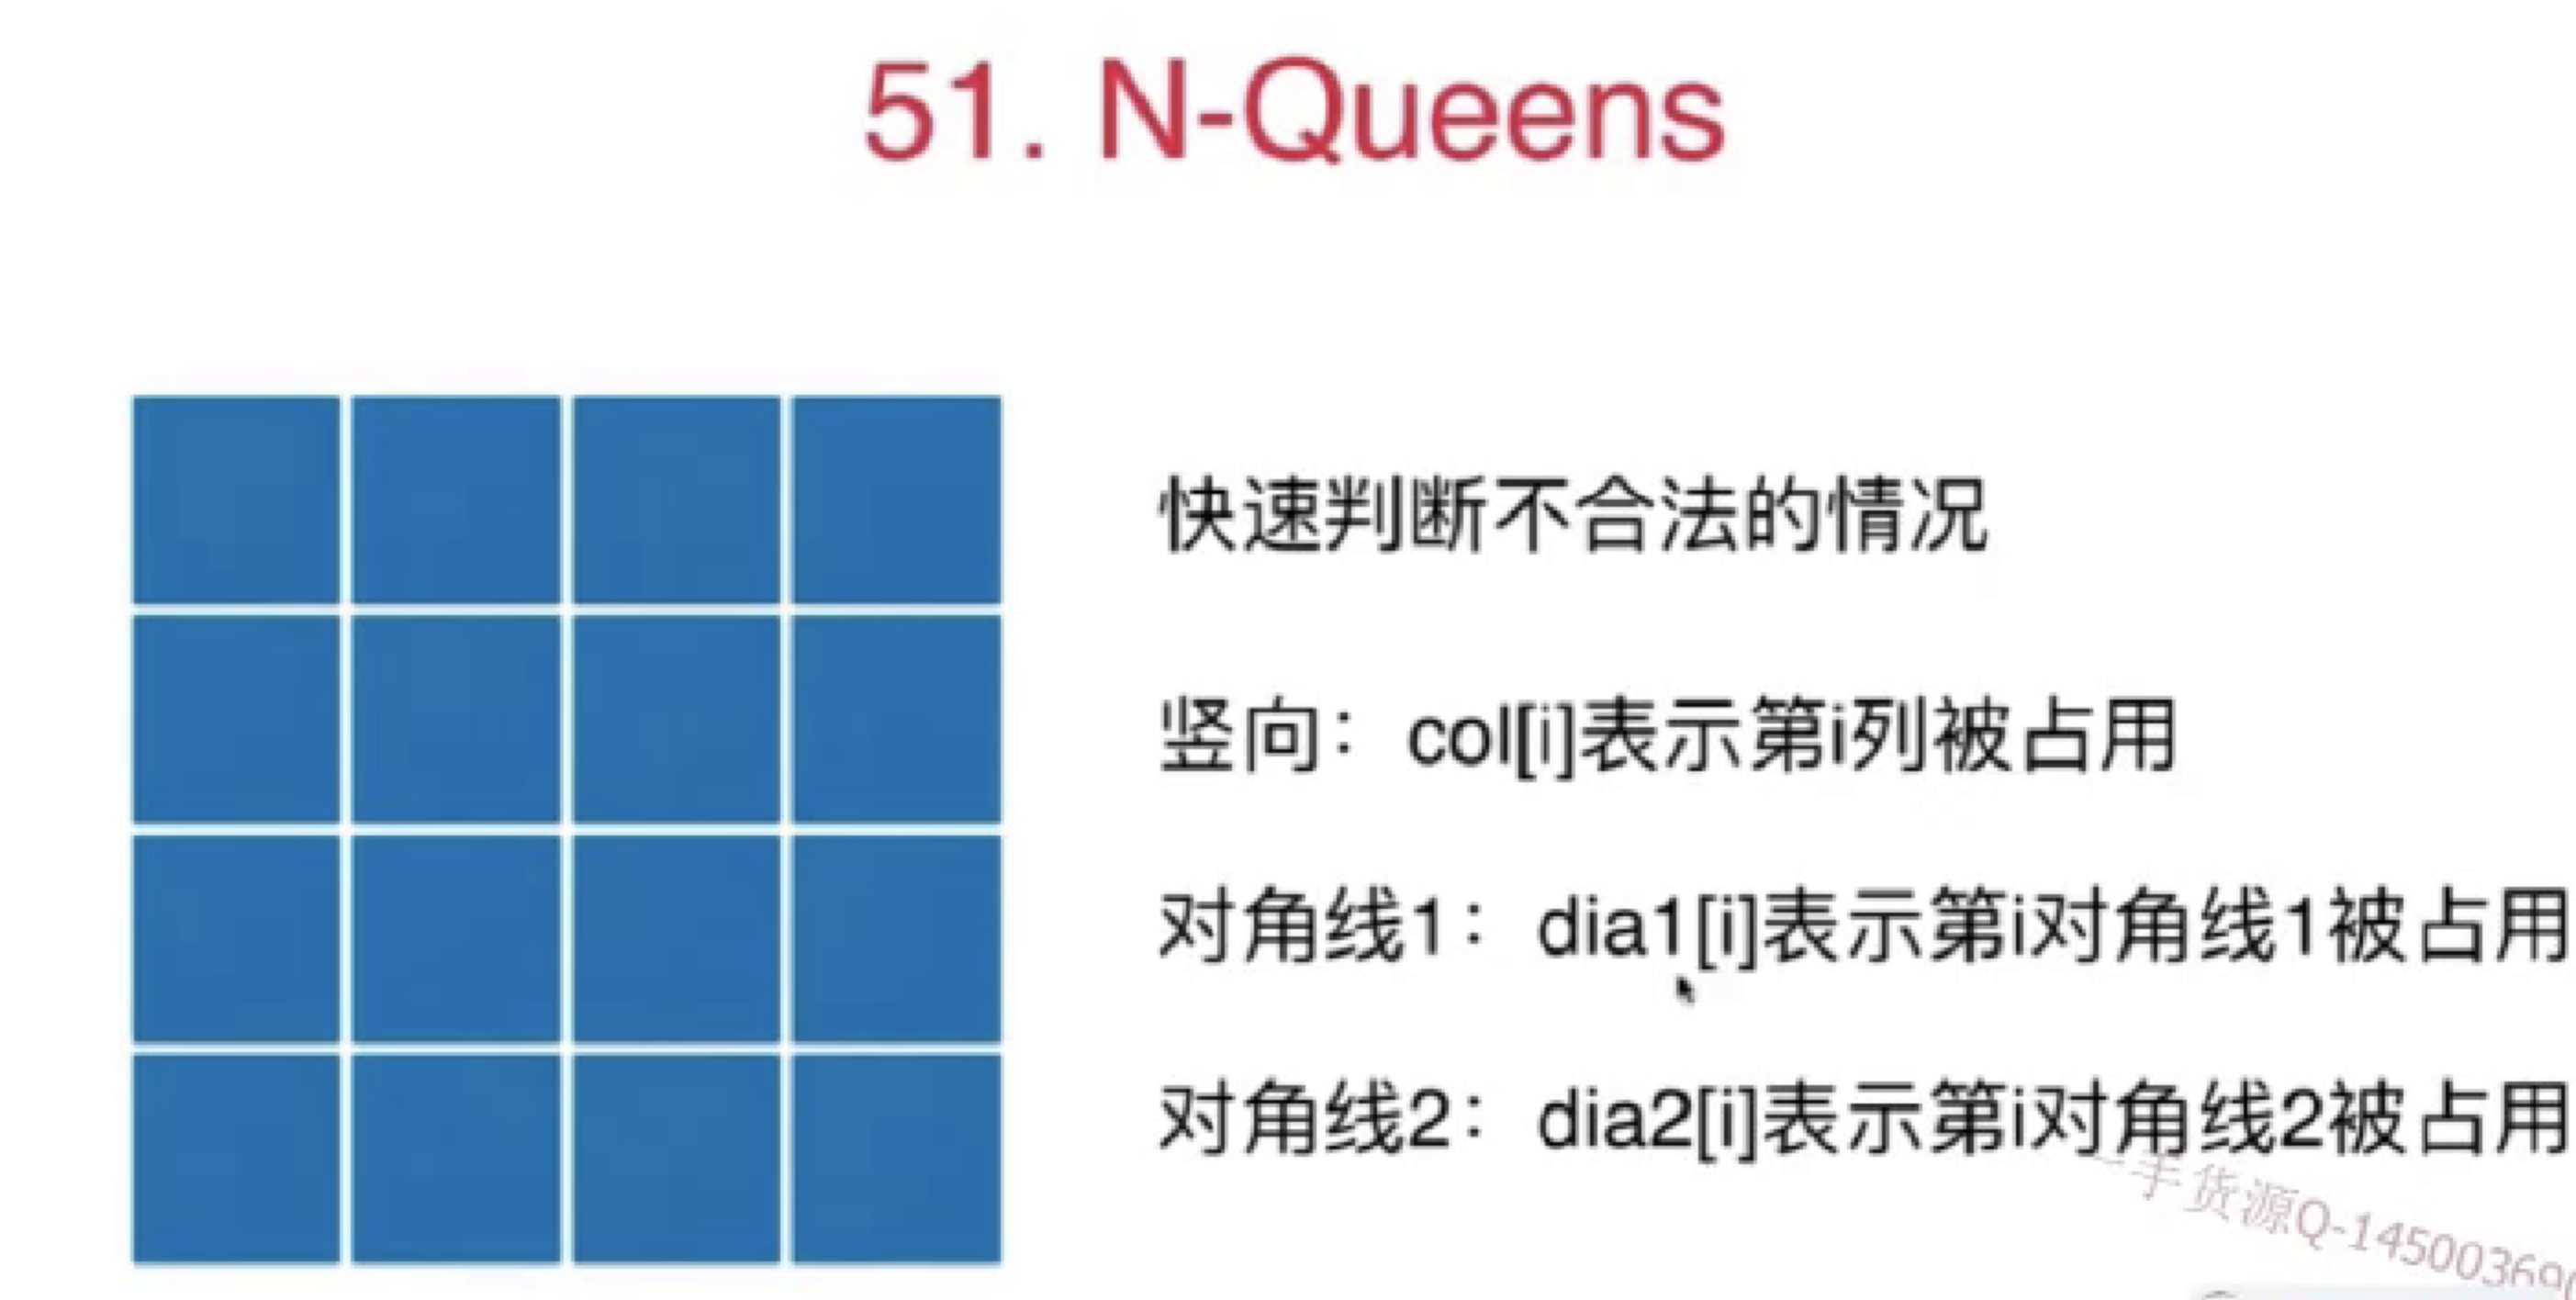 51. N-Queens
快速判断不合法的情况
竖向：col[i]表示第i列被占用
对角线1：dia1[i]表示第i对角线1被占用
对角线2：dia2[i]表示第i对角线2被占用
一手货源Q-14500369